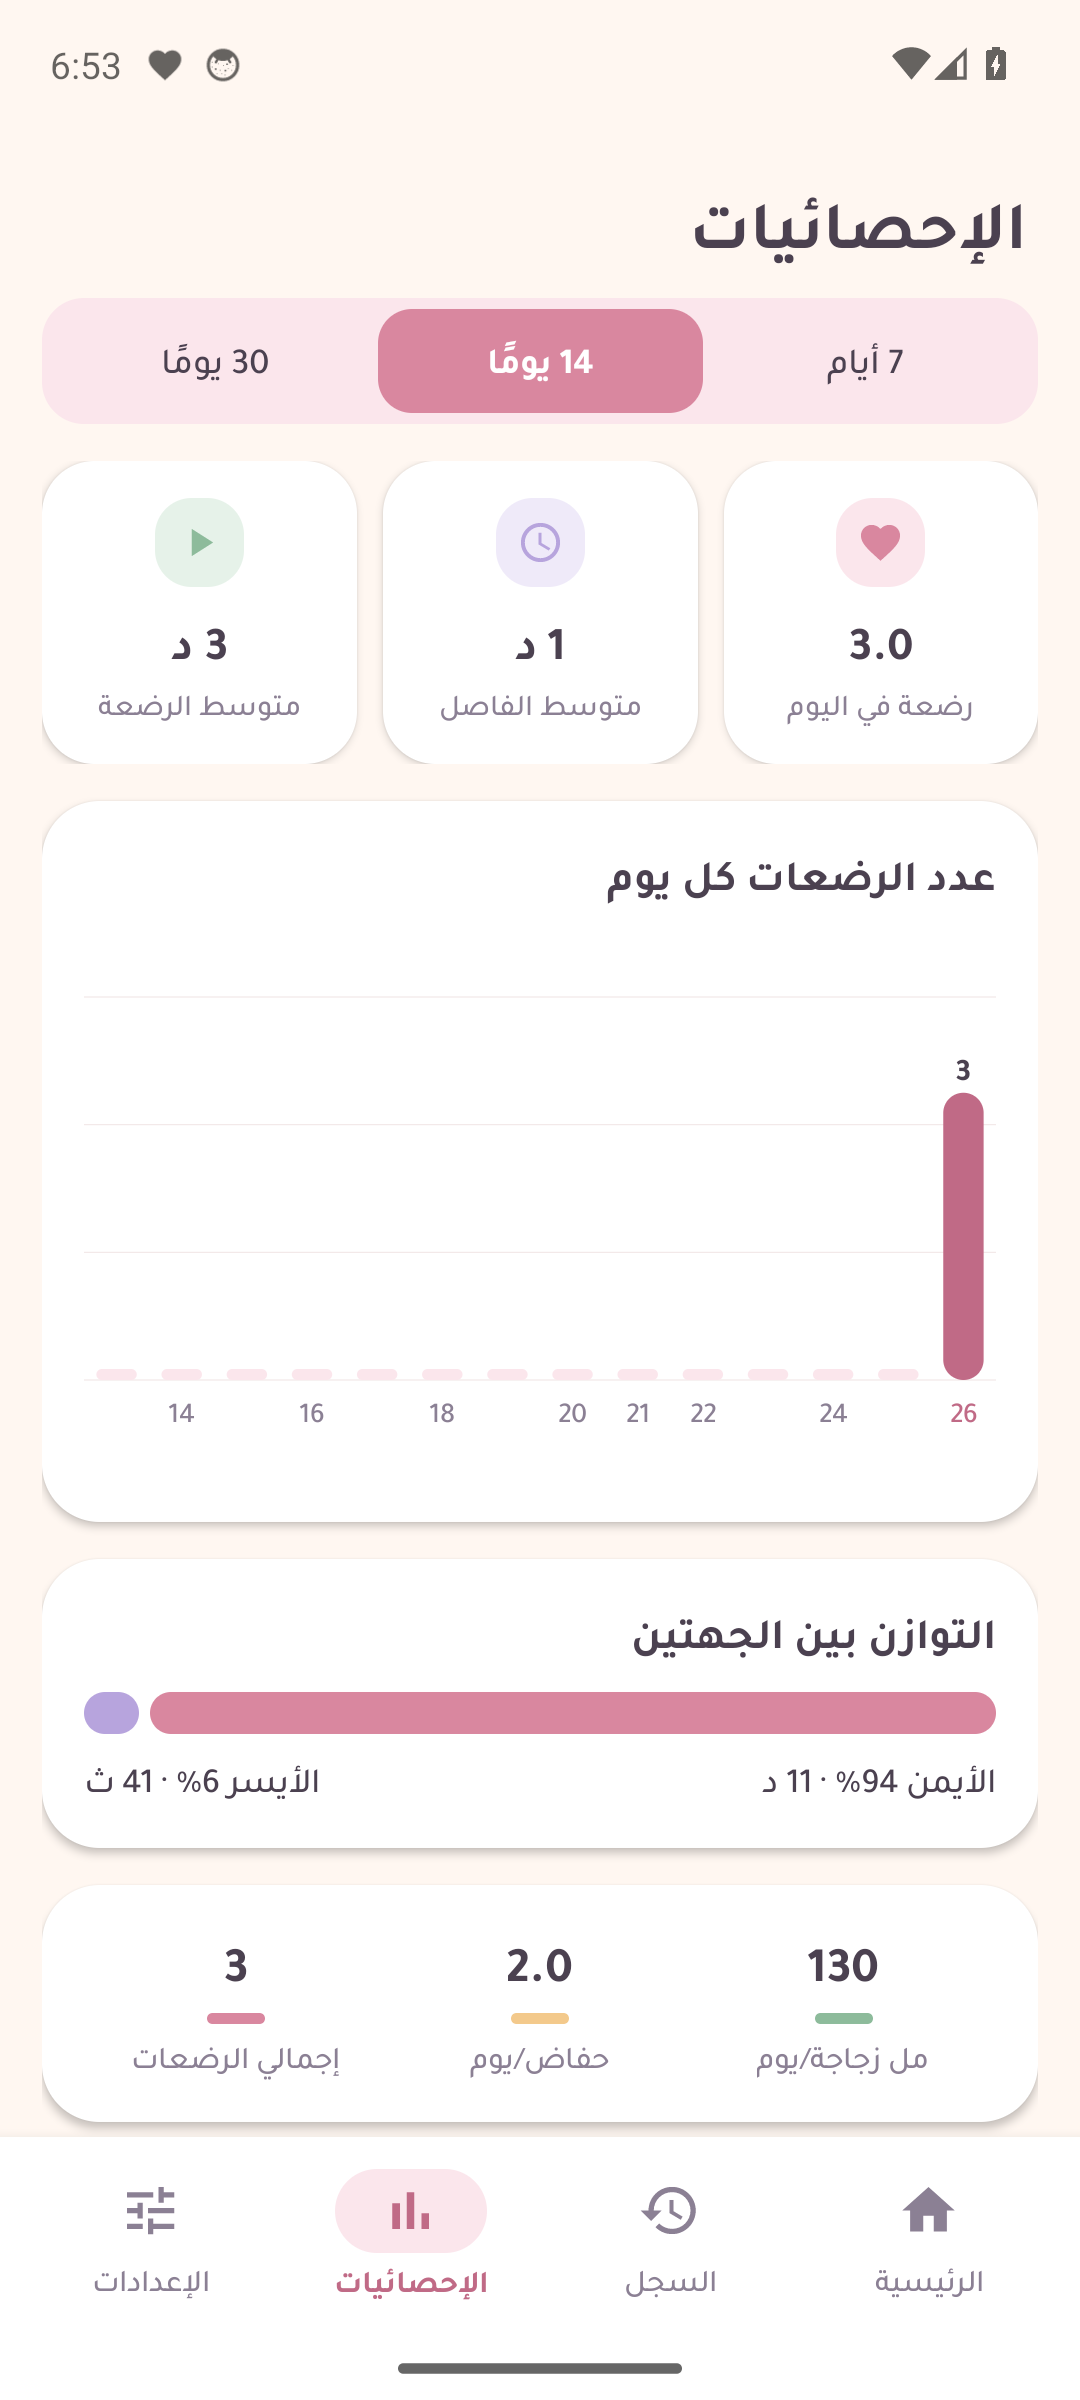 6:53
الإحصائيات
7 أيام
14 يومًا
30 يومًا
3.0
رضعة في اليوم
1 د
متوسط الفاصل
3 د
متوسط الرضعة
عدد الرضعات كل يوم
3
14 16 18 20 21 22 24 26
التوازن بين الجهتين
الأيمن 94% · 11 د
الأيسر 6% · 41 ث
130
مل زجاجة/يوم
2.0
حفاض/يوم
3
إجمالي الرضعات
الرئيسية
السجل
الإحصائيات
الإعدادات